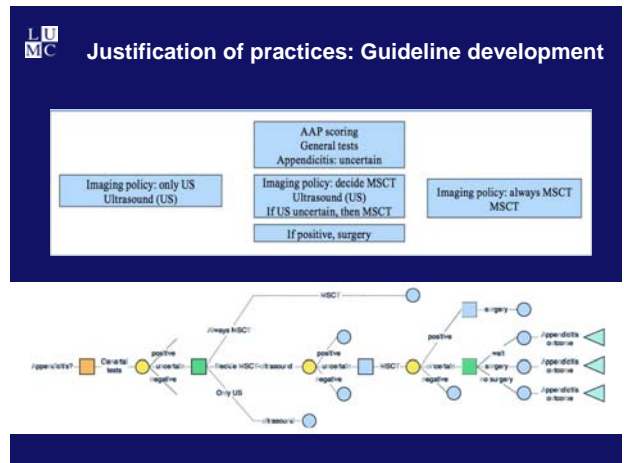 L U
M C
Justification of practices: Guideline development
AAP scoring
General tests
Appendicitis: uncertain
Imaging policy: only US
Ultrasound (US)
Imaging policy: decide MSCT
Ultrasound (US)
If US uncertain, then MSCT
Imaging policy: always MSCT
MSCT
If positive, surgery
MSCT
Always MSCT
Appendicitis?
General
tests
positive
uncertain
negative
Decide MSCT-ultrasound
Only US
ultrasound
positive
uncertain
negative
MSCT
positive
uncertain
negative
surgery
wait
surgery
no surgery
Appendicitis
outcome
Appendicitis
outcome
Appendicitis
outcome